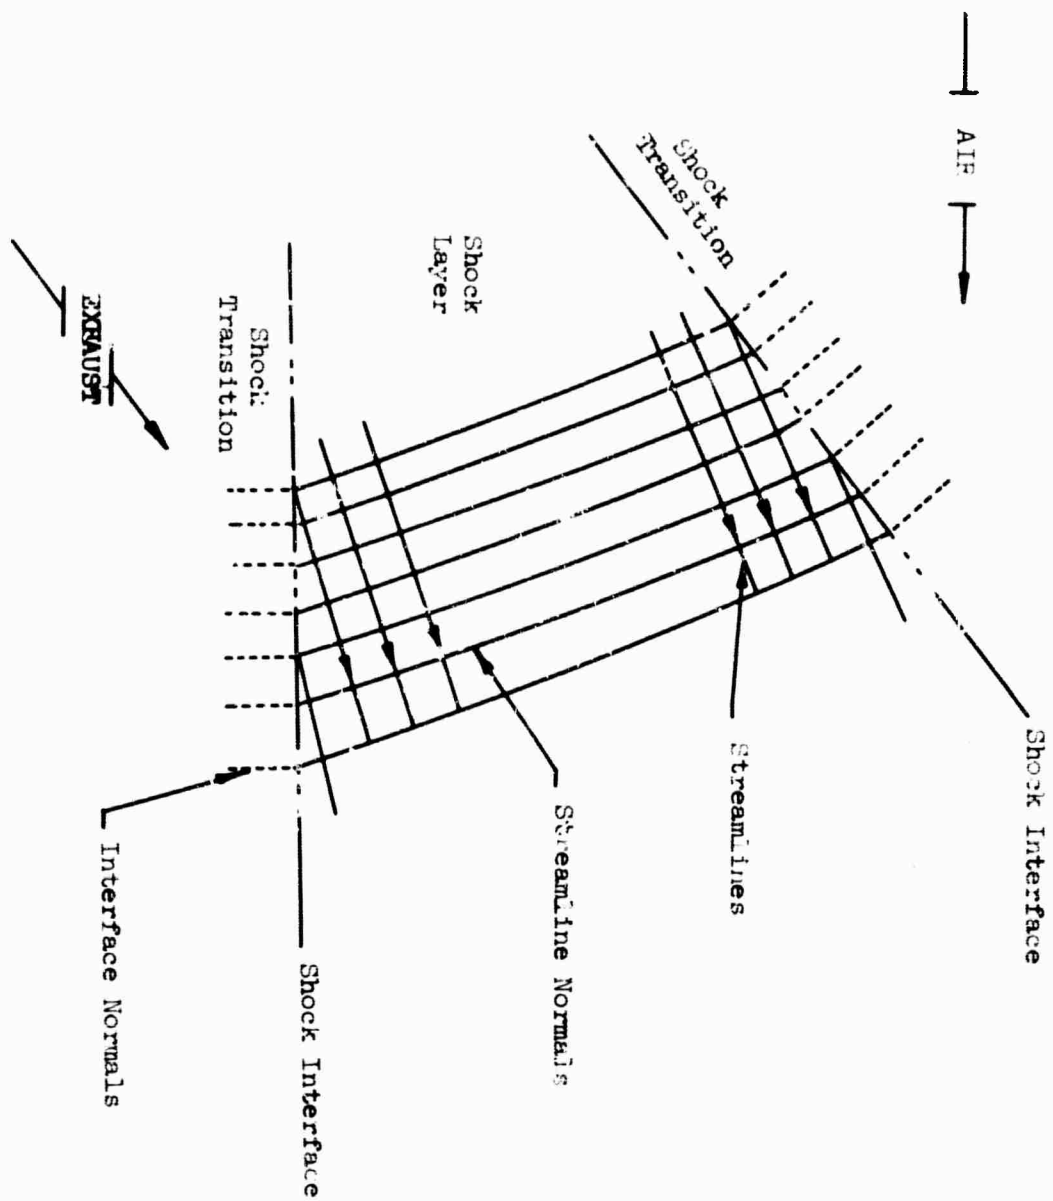 AIR
Shock
Transition
Shock Interface
Shock
Layer
Streamlines
Streamline Normals
Shock
Transition
Shock Interface
EXHAUST
Interface Normals